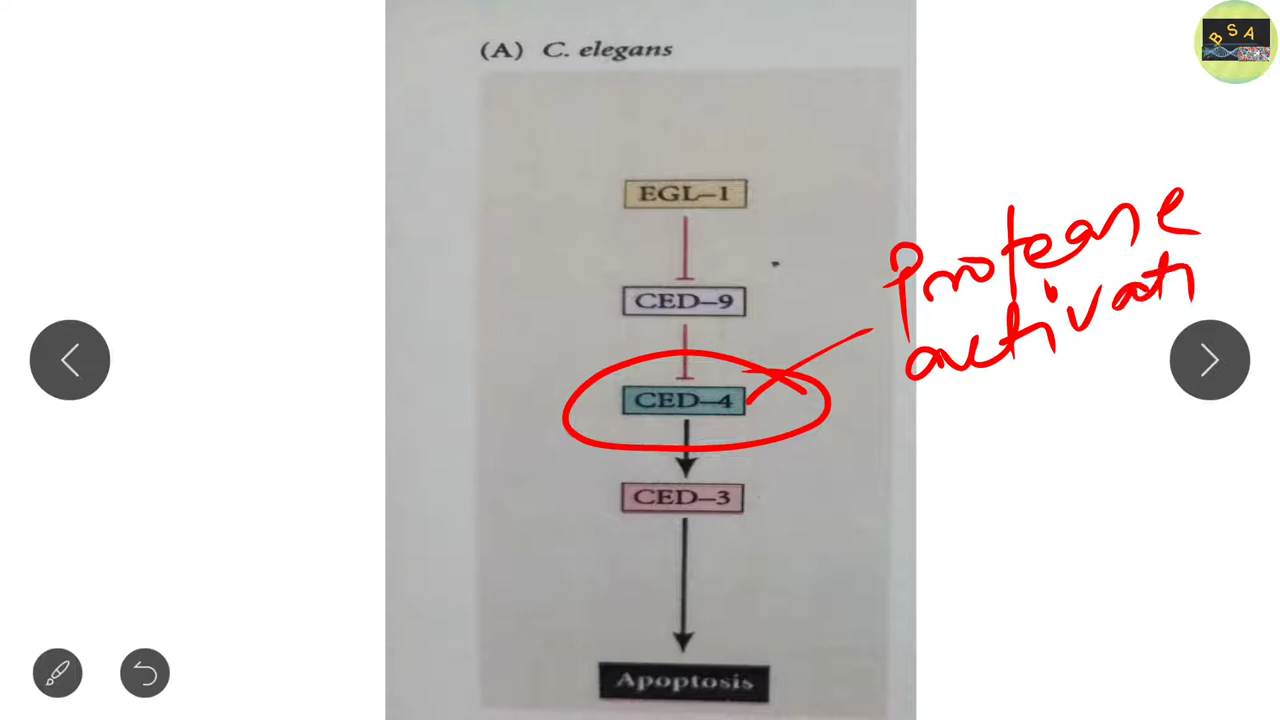 BSA
(A) C. elegans
EGL–1
CED–9
Protease
activati
CED–4
CED–3
Apoptosis